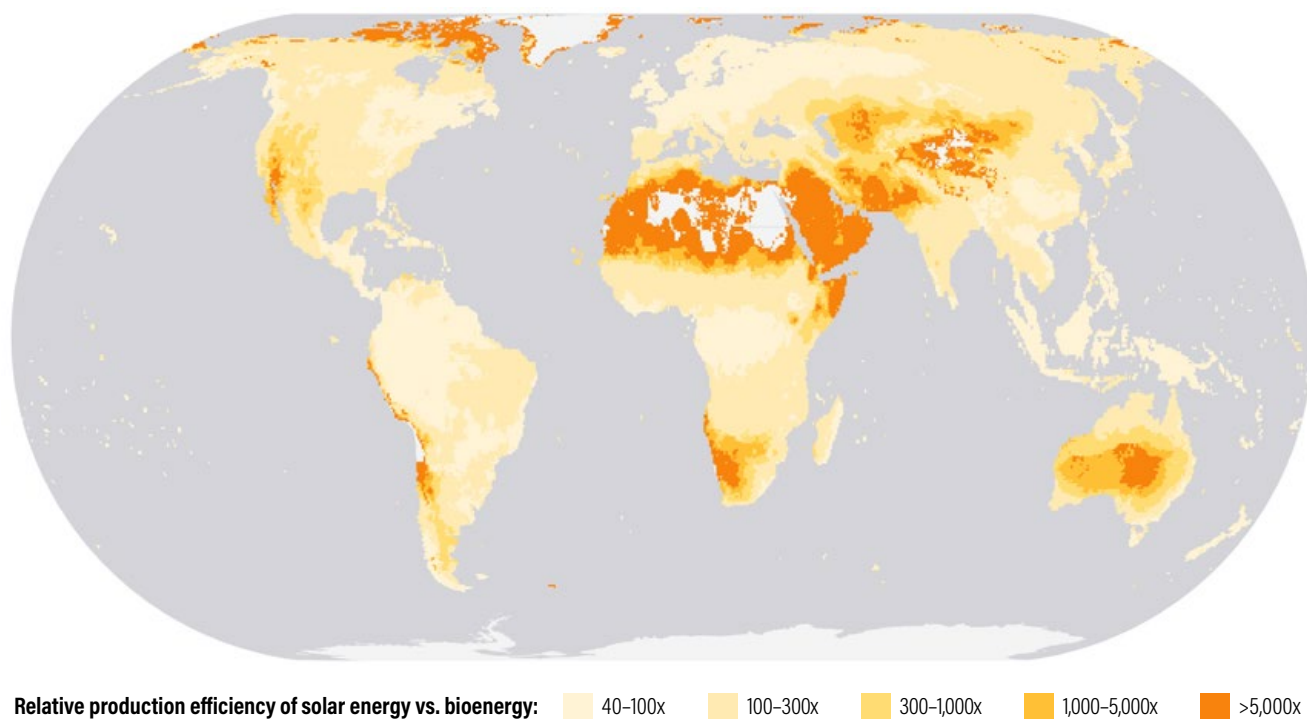 Relative production efficiency of solar energy vs. bioenergy: 40–100x 100–300x 300–1,000x 1,000–5,000x >5,000x